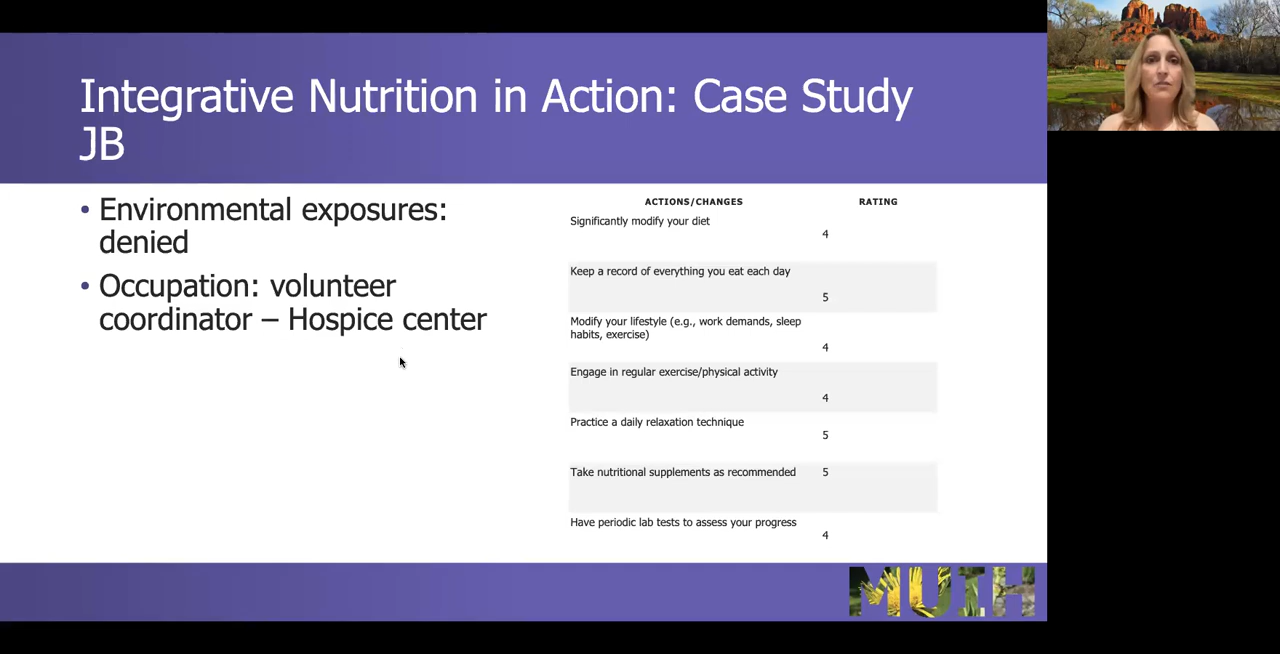 Integrative Nutrition in Action: Case Study
JB
• Environmental exposures:
denied
• Occupation: volunteer
coordinator – Hospice center
ACTIONS/CHANGES RATING
Significantly modify your diet
4
Keep a record of everything you eat each day
5
Modify your lifestyle (e.g., work demands, sleep
habits, exercise)
4
Engage in regular exercise/physical activity
4
Practice a daily relaxation technique
5
Take nutritional supplements as recommended 5
Have periodic lab tests to assess your progress
4
MUIH